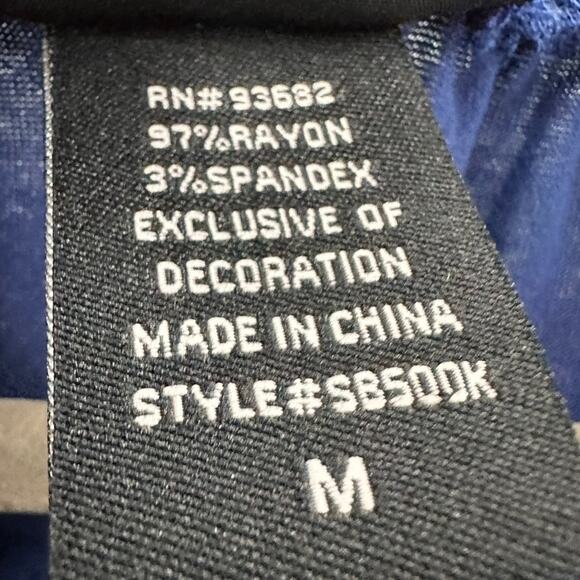 RN# 93682
97%RAYON
3%SPANDEX
EXCLUSIVE OF
DECORATION
MADE IN CHINA
STYLE#SB500K
M